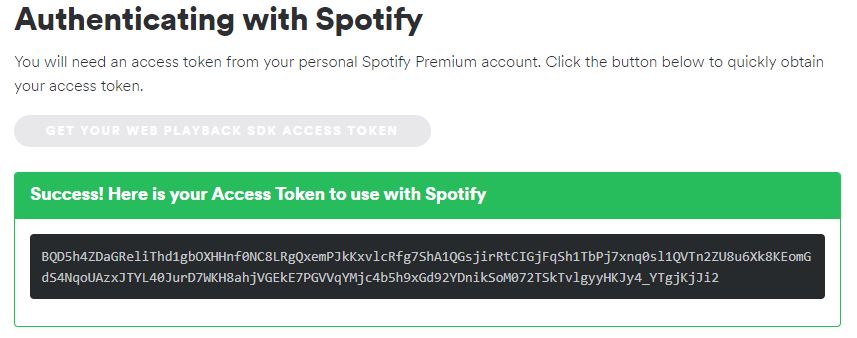 Authenticating with Spotify
You will need an access token from your personal Spotify Premium account. Click the button below to quickly obtain
your access token.
GET YOUR WEB PLAYBACK SDK ACCESS TOKEN
Success! Here is your Access Token to use with Spotify
BQD5h4ZDaGReliThd1gbOXHHnf0NC8LRgQxemPJkKxvlcRfg7ShA1QGsjirRtCIGjFqSh1TbPj7xnq0sl1QVTn2ZU8u6Xk8KEomG
dS4NqoUAzxJTYL40JurD7WKH8ahjVGEkE7PGVVqYMjc4b5h9xGd92YDnikSoM072TSkTvlgyyHKJy4_YTgjKjJi2